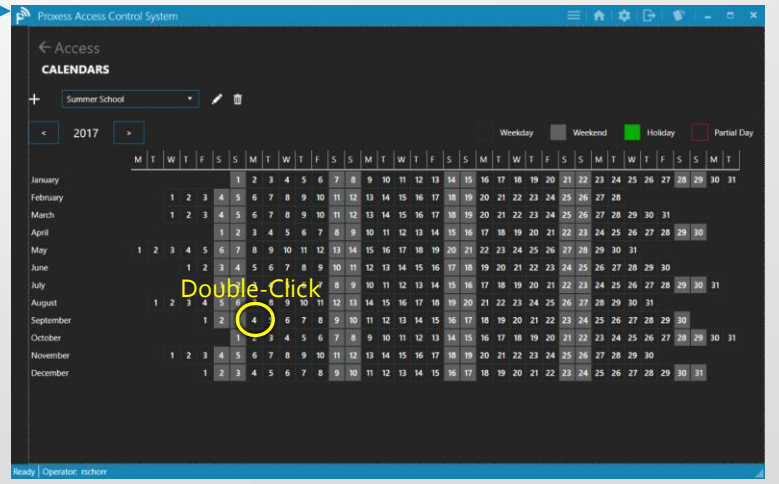 Proxess Access Control System
Access
CALENDARS
Summer School
< 2017 > Weekday Weekend Holiday Partial Day
M T W T F S S M T W T F S S M T W T F S S M T W T F S S M T W T F S S M T
January 1 2 3 4 5 6 7 8 9 10 11 12 13 14 15 16 17 18 19 20 21 22 23 24 25 26 27 28 29 30 31
February 1 2 3 4 5 6 7 8 9 10 11 12 13 14 15 16 17 18 19 20 21 22 23 24 25 26 27 28
March 1 2 3 4 5 6 7 8 9 10 11 12 13 14 15 16 17 18 19 20 21 22 23 24 25 26 27 28 29 30 31
April 1 2 3 4 5 6 7 8 9 10 11 12 13 14 15 16 17 18 19 20 21 22 23 24 25 26 27 28 29 30
May 1 2 3 4 5 6 7 8 9 10 11 12 13 14 15 16 17 18 19 20 21 22 23 24 25 26 27 28 29 30 31
June 1 2 3 4 5 6 7 8 9 10 11 12 13 14 15 16 17 18 19 20 21 22 23 24 25 26 27 28 29 30
July 7 8 9 10 11 12 13 14 15 16 17 18 19 20 21 22 23 24 25 26 27 28 29 30 31
Double-Click
August 1 2 3 4 5 6 8 9 10 11 12 13 14 15 16 17 18 19 20 21 22 23 24 25 26 27 28 29 30 31
September 1 2 4 6 7 8 9 10 11 12 13 14 15 16 17 18 19 20 21 22 23 24 25 26 27 28 29 30
October 1 2 3 4 5 6 7 8 9 10 11 12 13 14 15 16 17 18 19 20 21 22 23 24 25 26 27 28 29 30 31
November 1 2 3 4 5 6 7 8 9 10 11 12 13 14 15 16 17 18 19 20 21 22 23 24 25 26 27 28 29 30
December 1 2 3 4 5 6 7 8 9 10 11 12 13 14 15 16 17 18 19 20 21 22 23 24 25 26 27 28 29 30 31
Ready Operator: rschorr